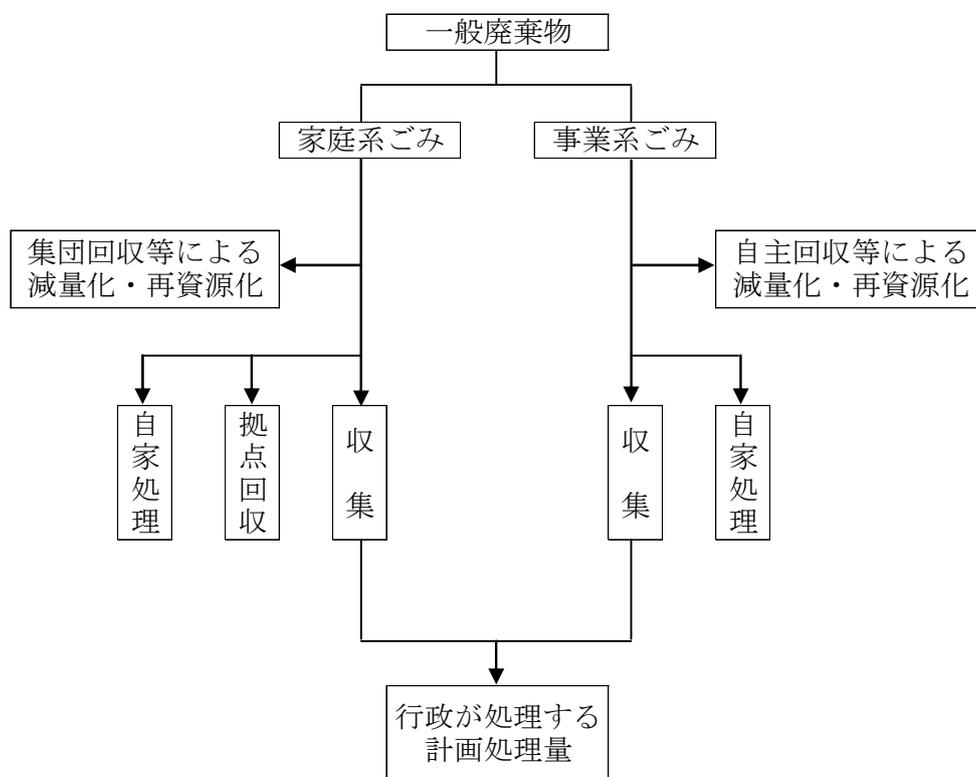 一般廃棄物
家庭系ごみ
事業系ごみ
集団回収等による
減量化・再資源化
自主回収等による
減量化・再資源化
自家処理
拠点回収
収集
収集
自家処理
行政が処理する
計画処理量